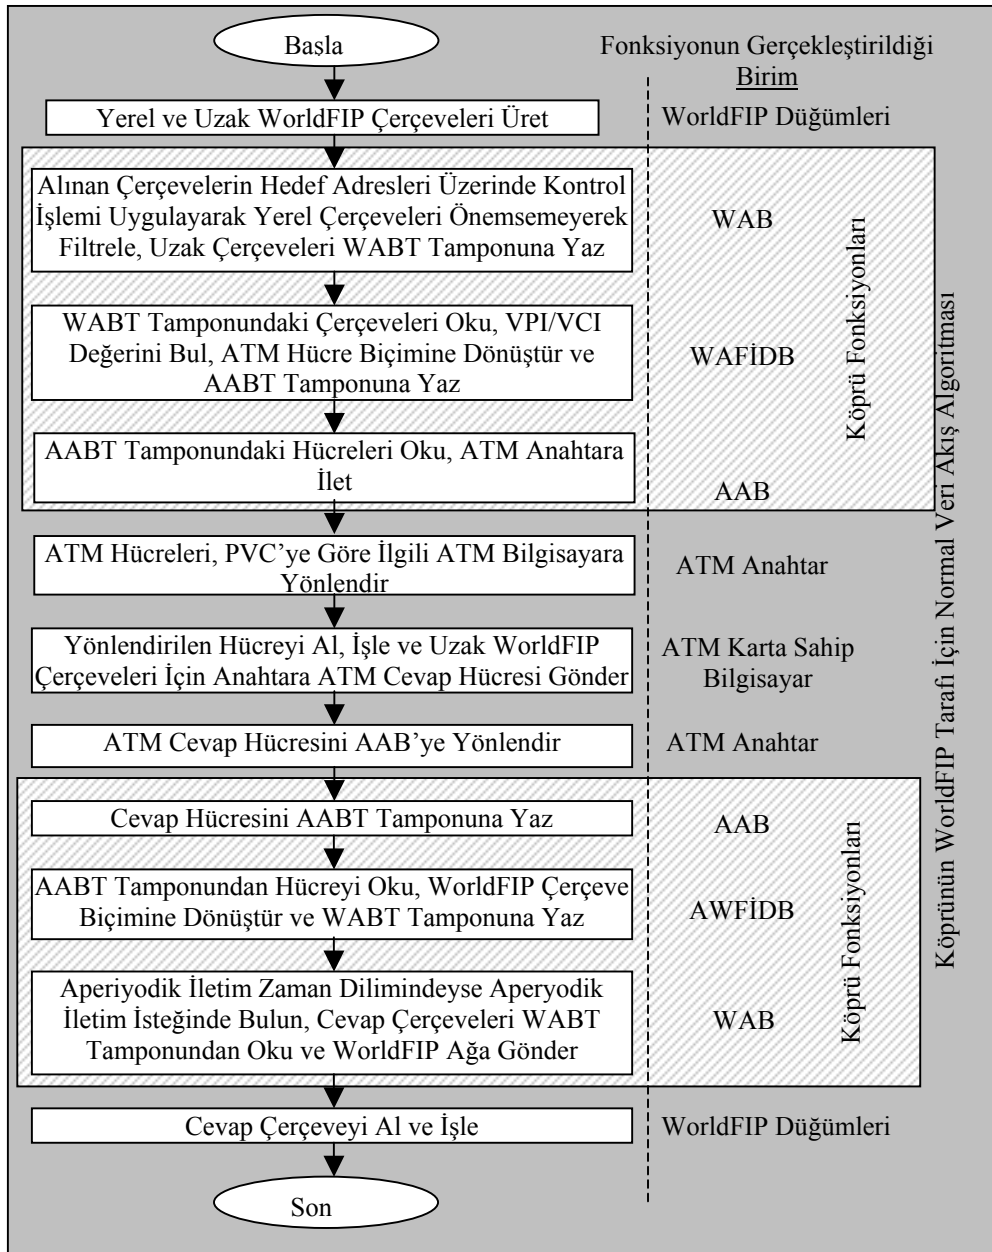 Başla
Fonksiyonun Gerçekleştirildiği
Birim
Yerel ve Uzak WorldFIP Çerçeveleri Üret
WorldFIP Düğümleri
Alınan Çerçevelerin Hedef Adresleri Üzerinde Kontrol
İşlemi Uygulayarak Yerel Çerçeveleri Önemsemeyerek
Filtrele, Uzak Çerçeveleri WABT Tamponuna Yaz
WAB
WABT Tamponundaki Çerçeveleri Oku, VPI/VCI
Değerini Bul, ATM Hücre Biçimine Dönüştür ve
AABT Tamponuna Yaz
WAFİDB
AABT Tamponundaki Hücreleri Oku, ATM Anahtara
İlet
AAB
Köprü Fonksiyonları
ATM Hücreleri, PVC’ye Göre İlgili ATM Bilgisayara
Yönlendir
ATM Anahtar
Yönlendirilen Hücreyi Al, İşle ve Uzak WorldFIP
Çerçeveleri İçin Anahtara ATM Cevap Hücresi Gönder
ATM Karta Sahip
Bilgisayar
ATM Cevap Hücresini AAB’ye Yönlendir
ATM Anahtar
Cevap Hücresini AABT Tamponuna Yaz
AAB
AABT Tamponundan Hücreyi Oku, WorldFIP Çerçeve
Biçimine Dönüştür ve WABT Tamponuna Yaz
AWFİDB
Aperiyodik İletim Zaman Dilimindeyse Aperyodik
İletim İsteğinde Bulun, Cevap Çerçeveleri WABT
Tamponundan Oku ve WorldFIP Ağa Gönder
WAB
Köprü Fonksiyonları
Cevap Çerçeveyi Al ve İşle
WorldFIP Düğümleri
Son
Köprünün WorldFIP Tarafi İçin Normal Veri Akış Algoritması